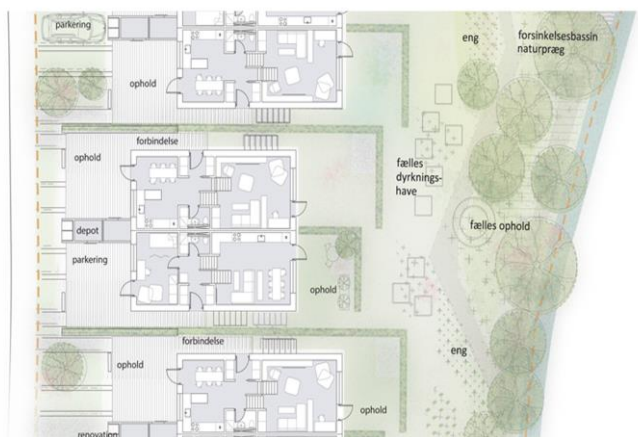 parkering
eng
forsinkelsesbassin
naturpræg
ophold
forbindelse
ophold
fælles
dyrknings-
have
depot
fælles ophold
parkering
ophold
forbindelse
eng
ophold
ophold
renovation